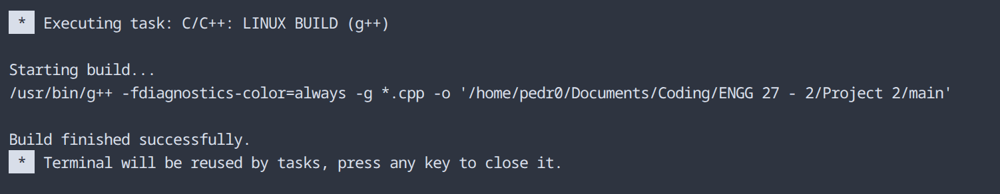 * Executing task: C/C++: LINUX BUILD (g++)
Starting build...
/usr/bin/g++ -fdiagnostics-color=always -g *.cpp -o '/home/pedr0/Documents/Coding/ENGG 27 - 2/Project 2/main'
Build finished successfully.
* Terminal will be reused by tasks, press any key to close it.